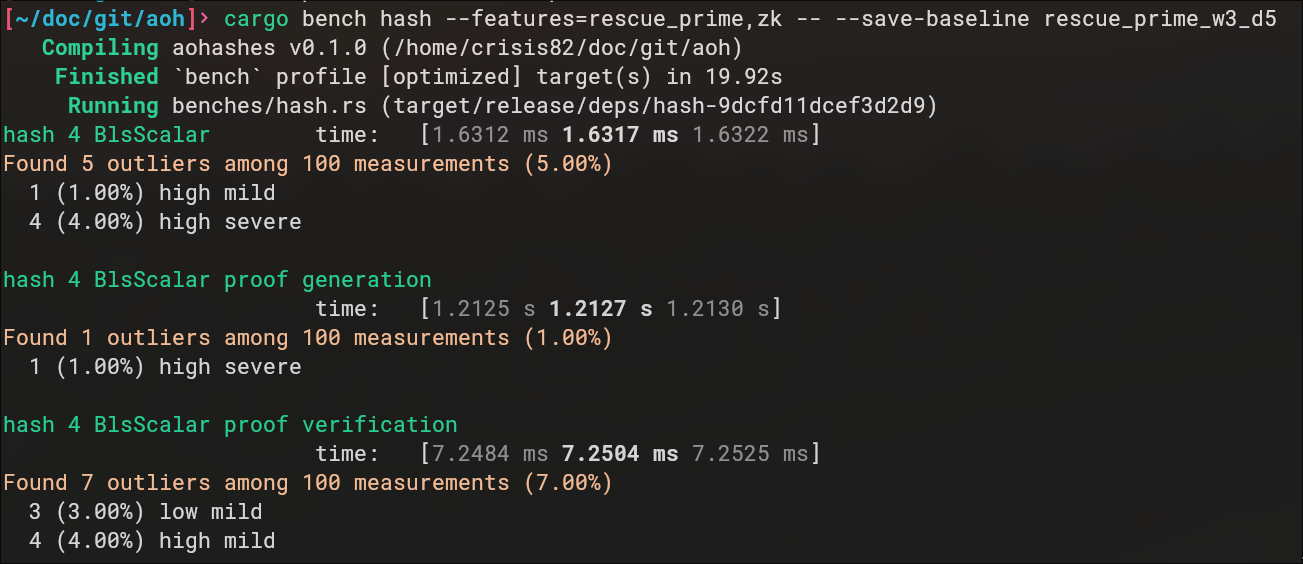 [~/doc/git/aoh]> cargo bench hash --features=rescue_prime,zk -- --save-baseline rescue_prime_w3_d5
Compiling aohashes v0.1.0 (/home/crisis82/doc/git/aoh)
Finished `bench` profile [optimized] target(s) in 19.92s
Running benches/hash.rs (target/release/deps/hash-9dcfd11dcef3d2d9)
hash 4 BlsScalar time: [1.6312 ms 1.6317 ms 1.6322 ms]
Found 5 outliers among 100 measurements (5.00%)
1 (1.00%) high mild
4 (4.00%) high severe
hash 4 BlsScalar proof generation
time: [1.2125 s 1.2127 s 1.2130 s]
Found 1 outliers among 100 measurements (1.00%)
1 (1.00%) high severe
hash 4 BlsScalar proof verification
time: [7.2484 ms 7.2504 ms 7.2525 ms]
Found 7 outliers among 100 measurements (7.00%)
3 (3.00%) low mild
4 (4.00%) high mild